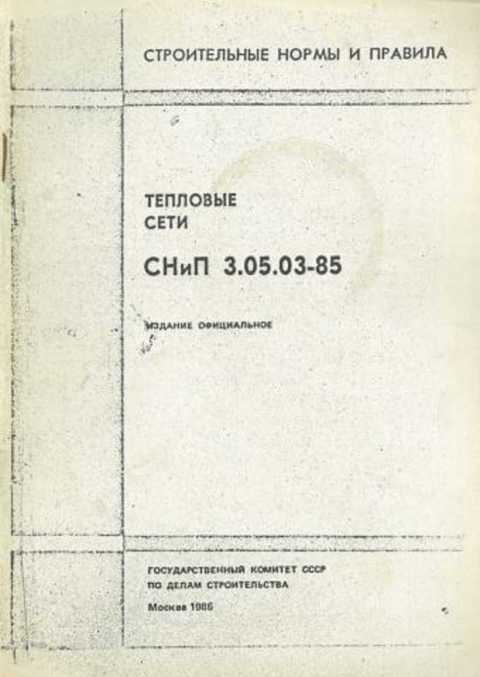 СТРОИТЕЛЬНЫЕ НОРМЫ И ПРАВИЛА
ТЕПЛОВЫЕ
СЕТИ
СНиП 3.05.03-85
ИЗДАНИЕ ОФИЦИАЛЬНОЕ
ГОСУДАРСТВЕННЫЙ КОМИТЕТ СССР
ПО ДЕЛАМ СТРОИТЕЛЬСТВА
Москва 1986